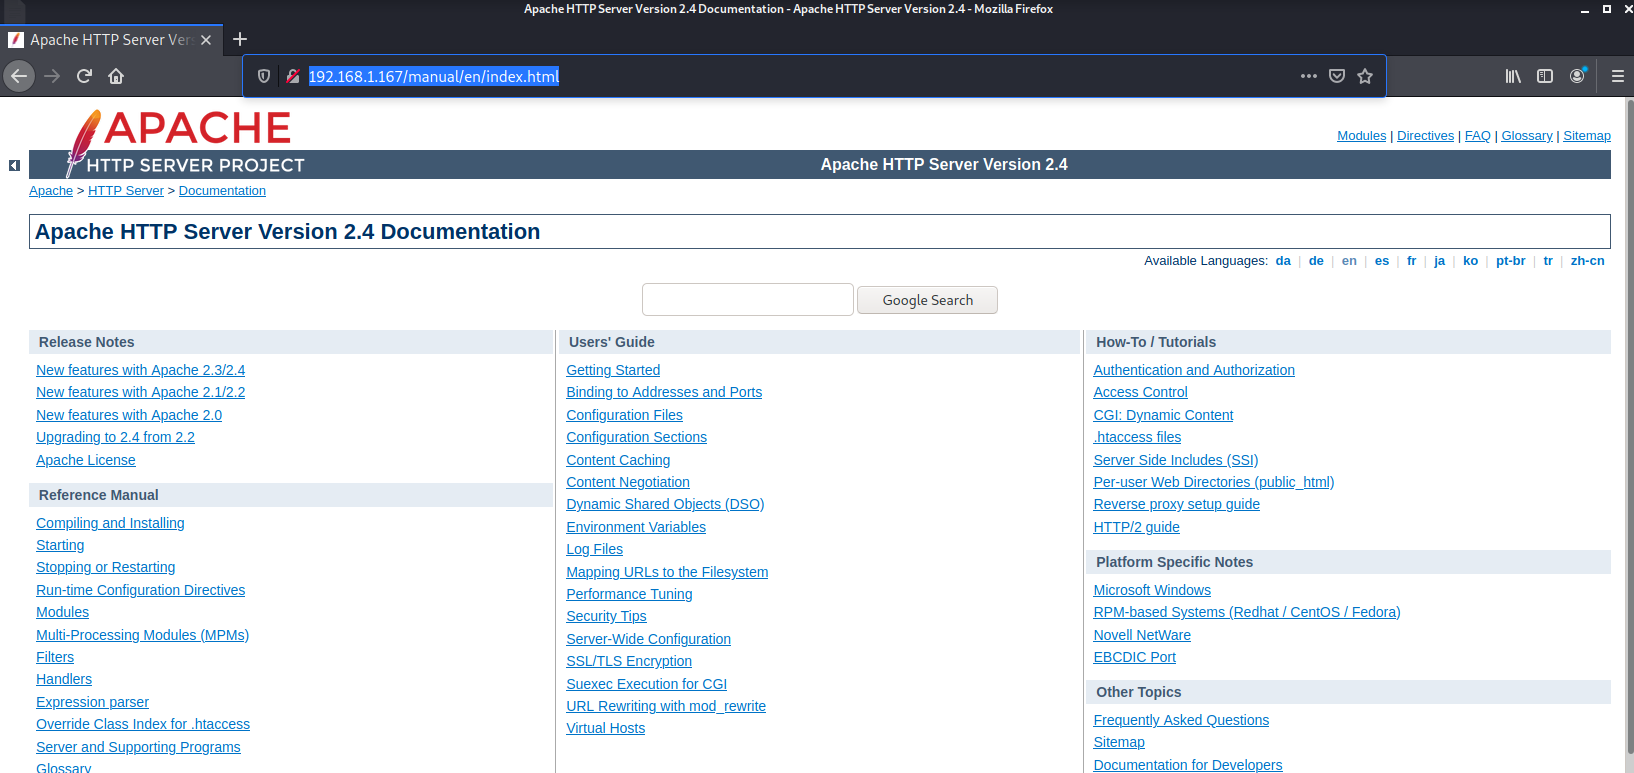 Apache HTTP Server Version 2.4 Documentation - Apache HTTP Server Version 2.4 - Mozilla Firefox
Apache HTTP Server Ver
192.168.1.167/manual/en/index.html
APACHE
HTTP SERVER PROJECT
Modules | Directives | FAQ | Glossary | Sitemap
Apache HTTP Server Version 2.4
Apache > HTTP Server > Documentation
Apache HTTP Server Version 2.4 Documentation
Available Languages: da | de | en | es | fr | ja | ko | pt-br | tr | zh-cn
Google Search
Release Notes
New features with Apache 2.3/2.4
New features with Apache 2.1/2.2
New features with Apache 2.0
Upgrading to 2.4 from 2.2
Apache License
Reference Manual
Compiling and Installing
Starting
Stopping or Restarting
Run-time Configuration Directives
Modules
Multi-Processing Modules (MPMs)
Filters
Handlers
Expression parser
Override Class Index for .htaccess
Server and Supporting Programs
Glossary
Users' Guide
Getting Started
Binding to Addresses and Ports
Configuration Files
Configuration Sections
Content Caching
Content Negotiation
Dynamic Shared Objects (DSO)
Environment Variables
Log Files
Mapping URLs to the Filesystem
Performance Tuning
Security Tips
Server-Wide Configuration
SSL/TLS Encryption
Suexec Execution for CGI
URL Rewriting with mod_rewrite
Virtual Hosts
How-To / Tutorials
Authentication and Authorization
Access Control
CGI: Dynamic Content
.htaccess files
Server Side Includes (SSI)
Per-user Web Directories (public_html)
Reverse proxy setup guide
HTTP/2 guide
Platform Specific Notes
Microsoft Windows
RPM-based Systems (Redhat / CentOS / Fedora)
Novell NetWare
EBCDIC Port
Other Topics
Frequently Asked Questions
Sitemap
Documentation for Developers